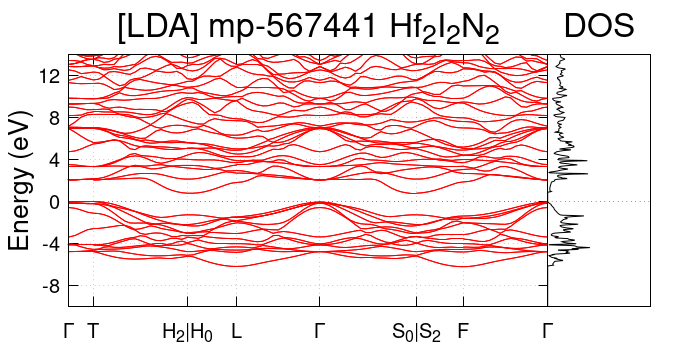 [LDA] mp-567441 Hf₂I₂N₂ DOS
Energy (eV)
12
8
4
0
-4
-8
Γ T H₂|H₀ L Γ S₀|S₂ F Γ